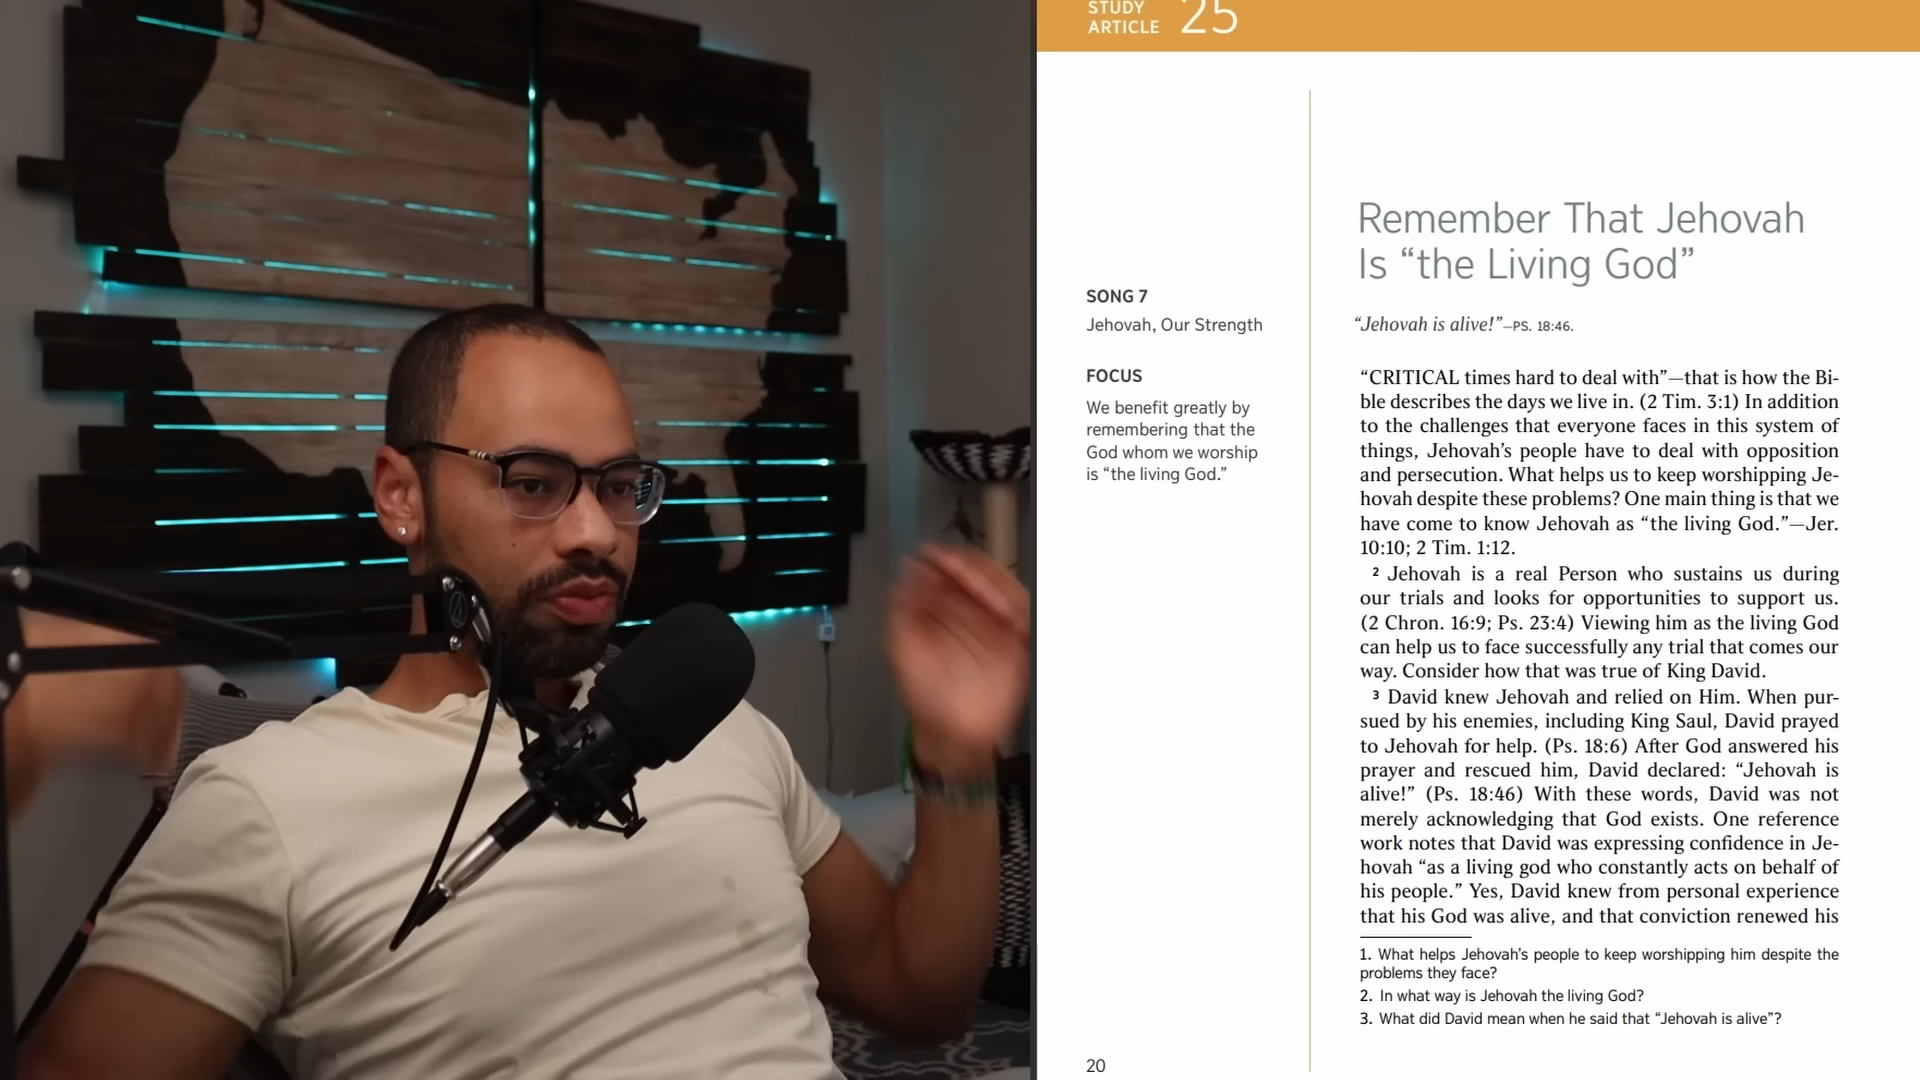 STUDY
ARTICLE 25
SONG 7
Jehovah, Our Strength
FOCUS
We benefit greatly by
remembering that the
God whom we worship
is “the living God.”
Remember That Jehovah
Is “the Living God”
“Jehovah is alive!”—PS. 18:46.
“CRITICAL times hard to deal with”—that is how the Bi-
ble describes the days we live in. (2 Tim. 3:1) In addition
to the challenges that everyone faces in this system of
things, Jehovah’s people have to deal with opposition
and persecution. What helps us to keep worshipping Je-
hovah despite these problems? One main thing is that we
have come to know Jehovah as “the living God.”—Jer.
10:10; 2 Tim. 1:12.
2 Jehovah is a real Person who sustains us during
our trials and looks for opportunities to support us.
(2 Chron. 16:9; Ps. 23:4) Viewing him as the living God
can help us to face successfully any trial that comes our
way. Consider how that was true of King David.
3 David knew Jehovah and relied on Him. When pur-
sued by his enemies, including King Saul, David prayed
to Jehovah for help. (Ps. 18:6) After God answered his
prayer and rescued him, David declared: “Jehovah is
alive!” (Ps. 18:46) With these words, David was not
merely acknowledging that God exists. One reference
work notes that David was expressing confidence in Je-
hovah “as a living god who constantly acts on behalf of
his people.” Yes, David knew from personal experience
that his God was alive, and that conviction renewed his
1. What helps Jehovah’s people to keep worshipping him despite the
problems they face?
2. In what way is Jehovah the living God?
3. What did David mean when he said that “Jehovah is alive”?
20